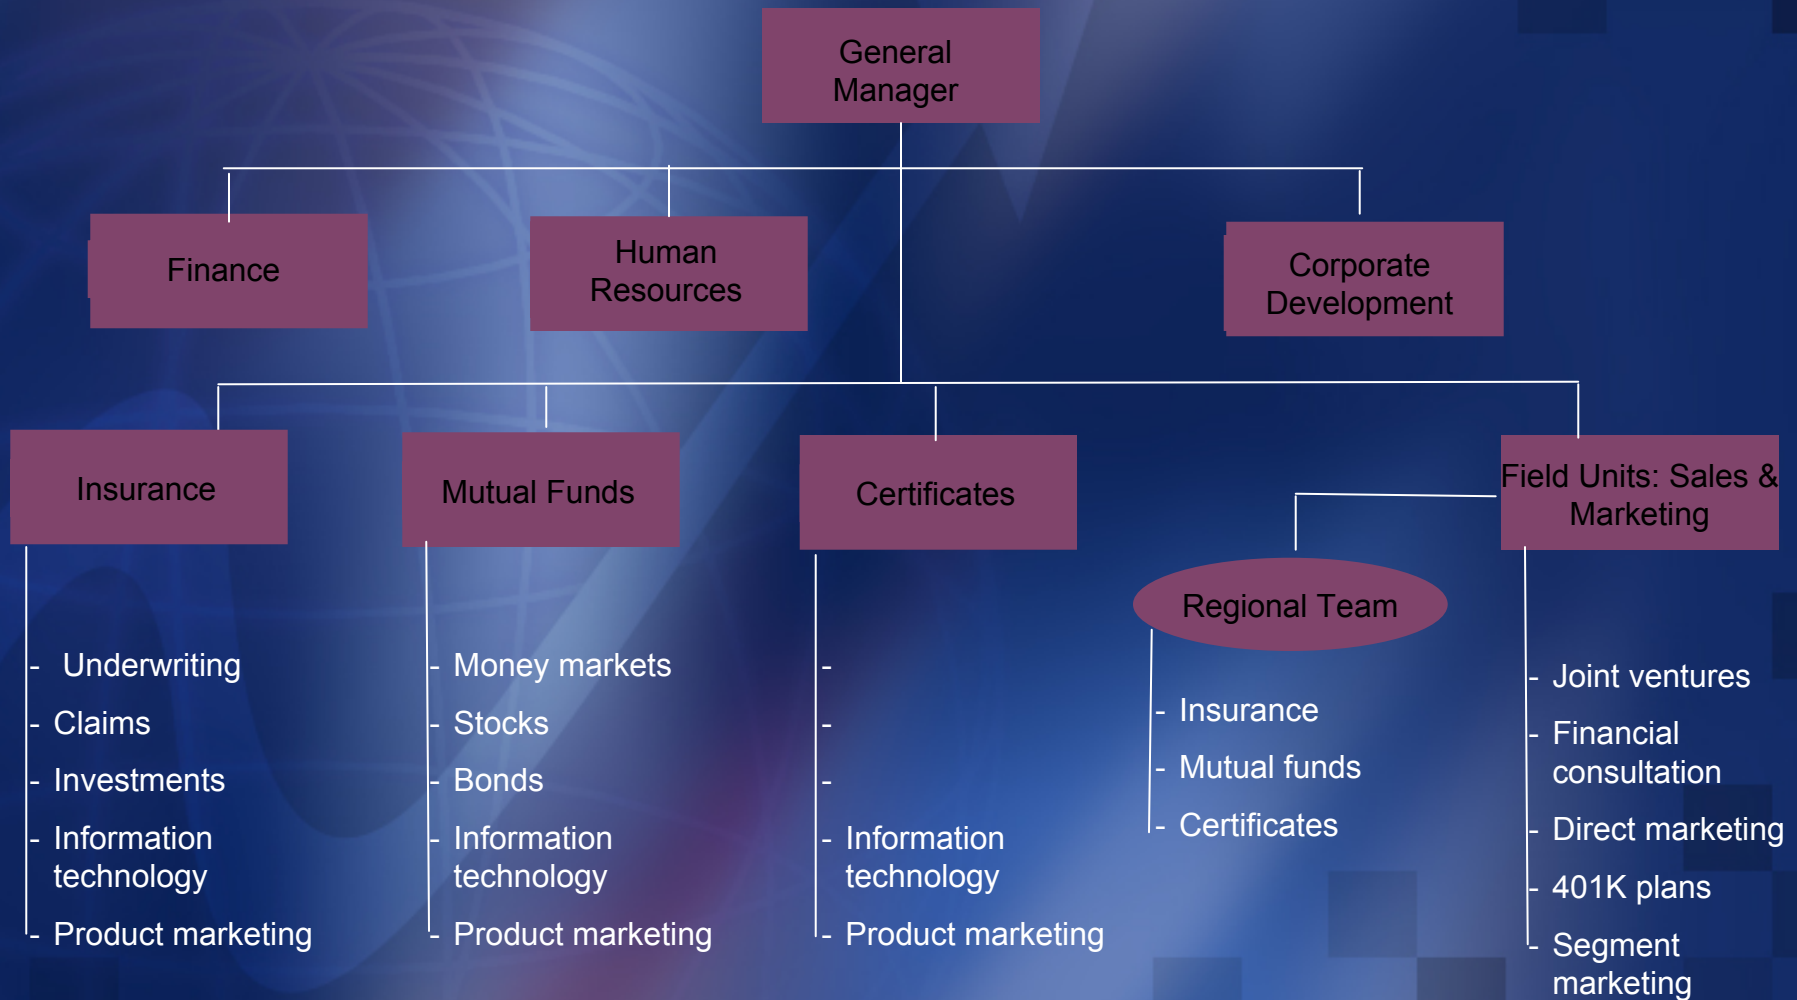 General
Manager
Finance
Human
Resources
Corporate
Development
Insurance
Mutual Funds
Certificates
Field Units: Sales &
Marketing
Regional Team
- Underwriting
- Claims
- Investments
- Information
technology
- Product marketing
- Money markets
- Stocks
- Bonds
- Information
technology
- Product marketing
-
-
-
- Information
technology
- Product marketing
- Insurance
- Mutual funds
- Certificates
- Joint ventures
- Financial
consultation
- Direct marketing
- 401K plans
- Segment
marketing